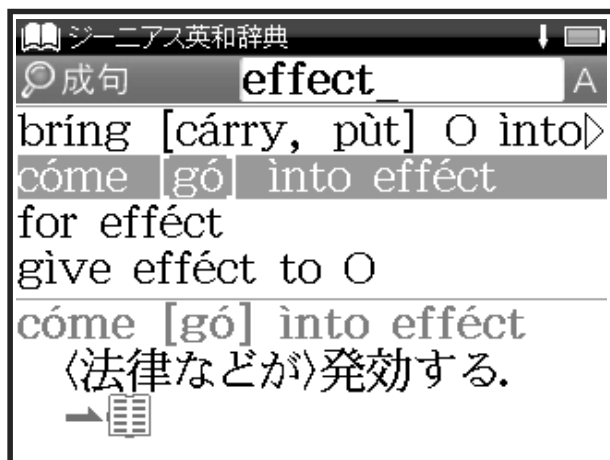 ジーニアス英和辞典
成句 effect_ A
bríng [cárry, pùt] O ìnto▷
cóme [gó] ìnto efféct
for efféct
gìve efféct to O
cóme [gó] ìnto efféct
〈法律などが〉発効する.